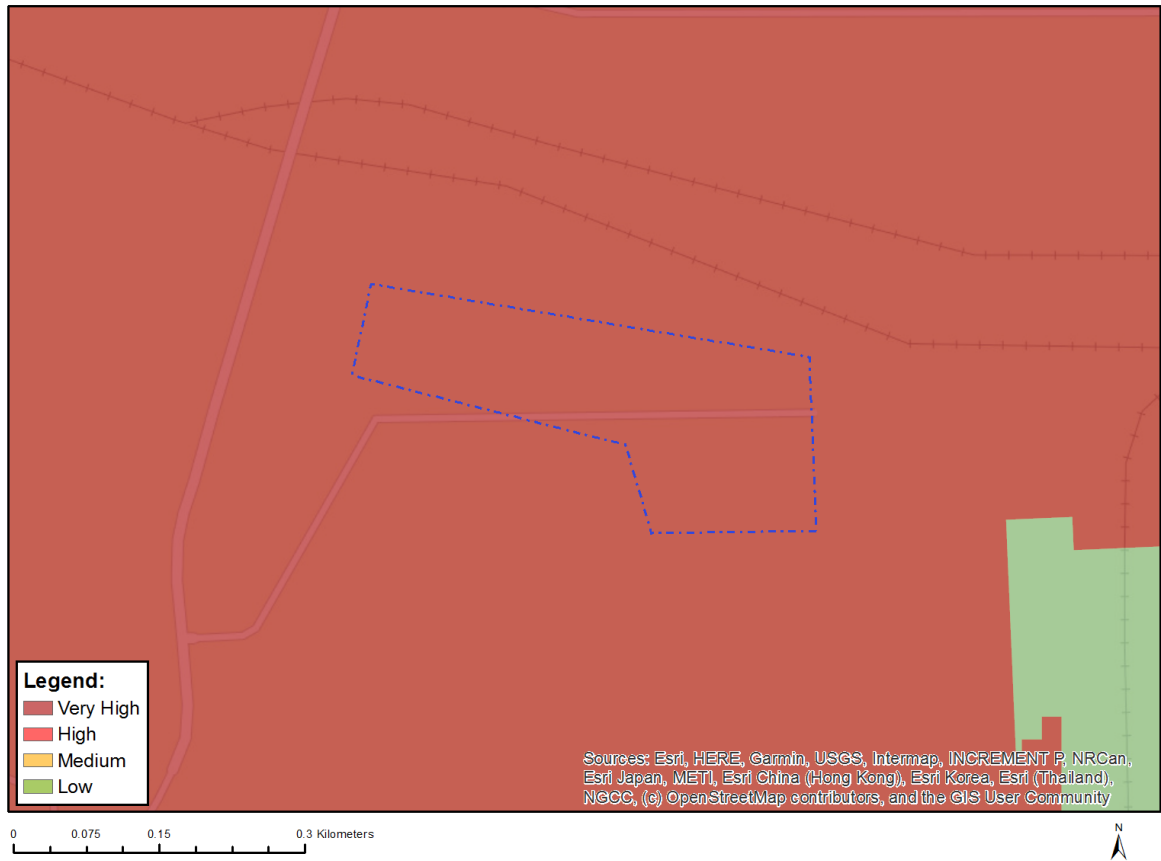 Legend:
Very High
High
Medium
Low
Sources: Esri, HERE, Garmin, USGS, Intermap, INCREMENT P, NRCan,
Esri Japan, METI, Esri China (Hong Kong), Esri Korea, Esri (Thailand),
NGCC, (c) OpenStreetMap contributors, and the GIS User Community
0 0.075 0.15 0.3 Kilometers
N